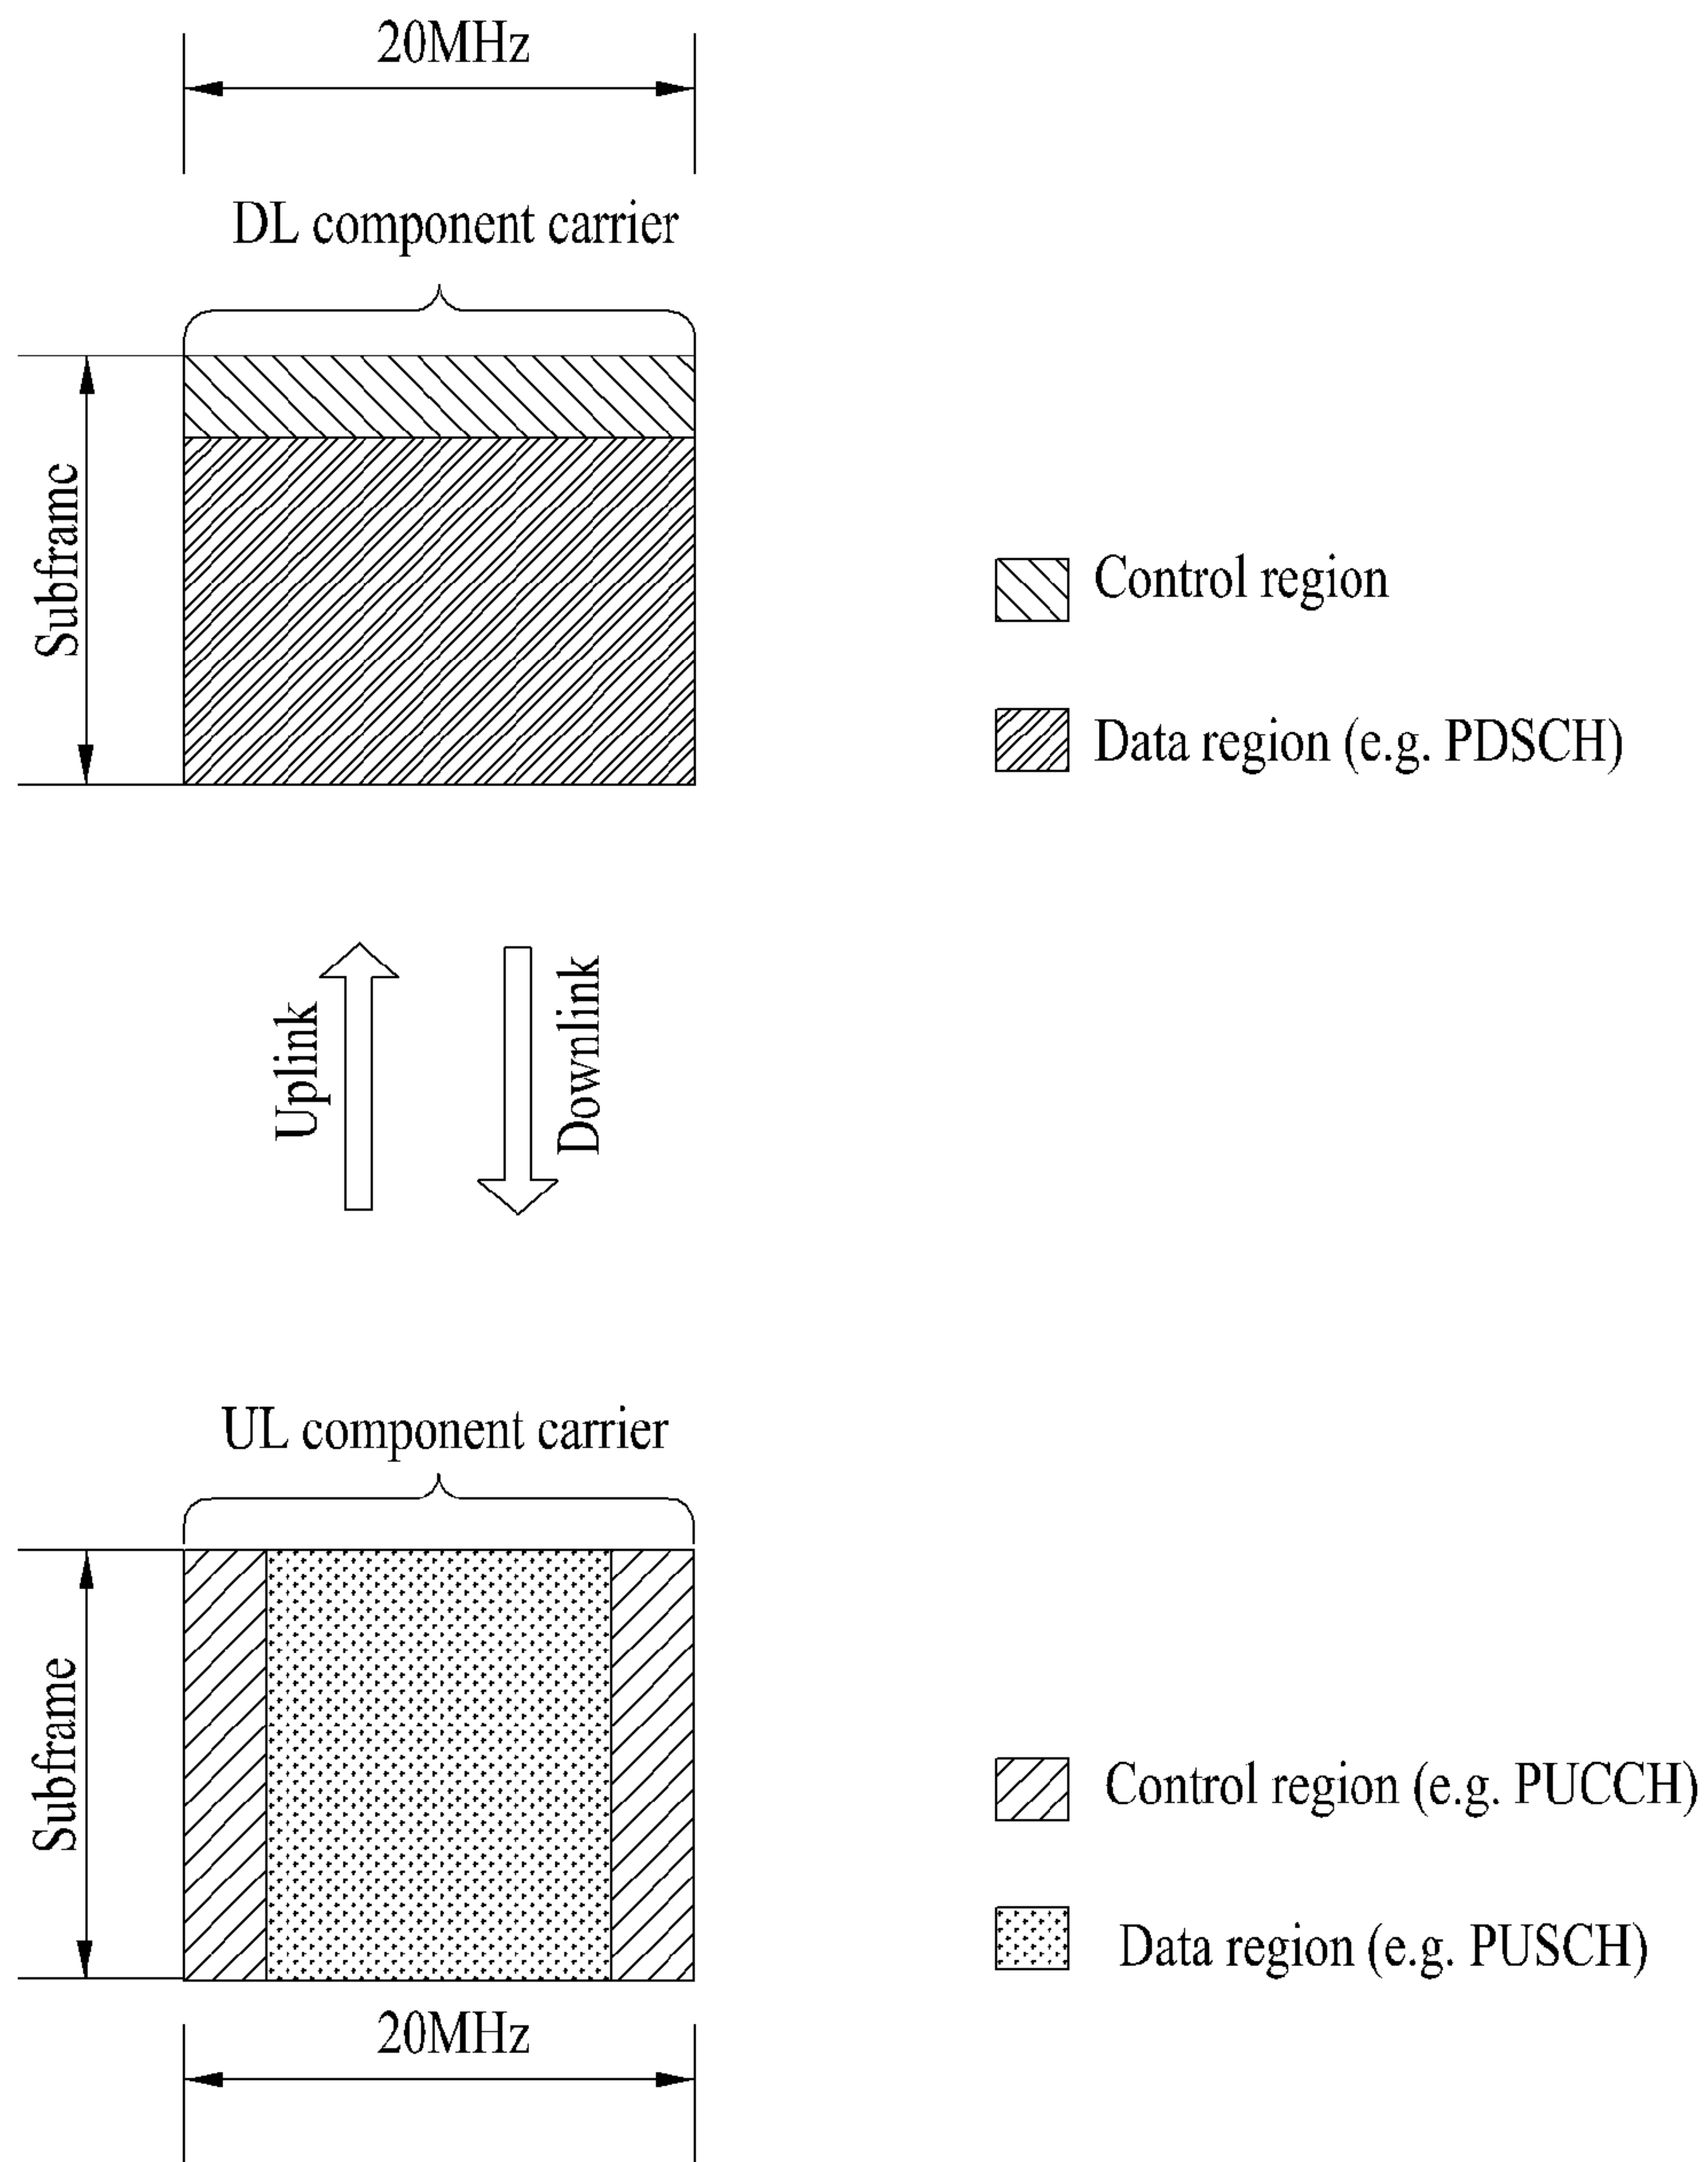 20MHz
DL component carrier
Subframe
Control region
Data region (e.g. PDSCH)
Uplink
Downlink
UL component carrier
Subframe
Control region (e.g. PUCCH)
Data region (e.g. PUSCH)
20MHz